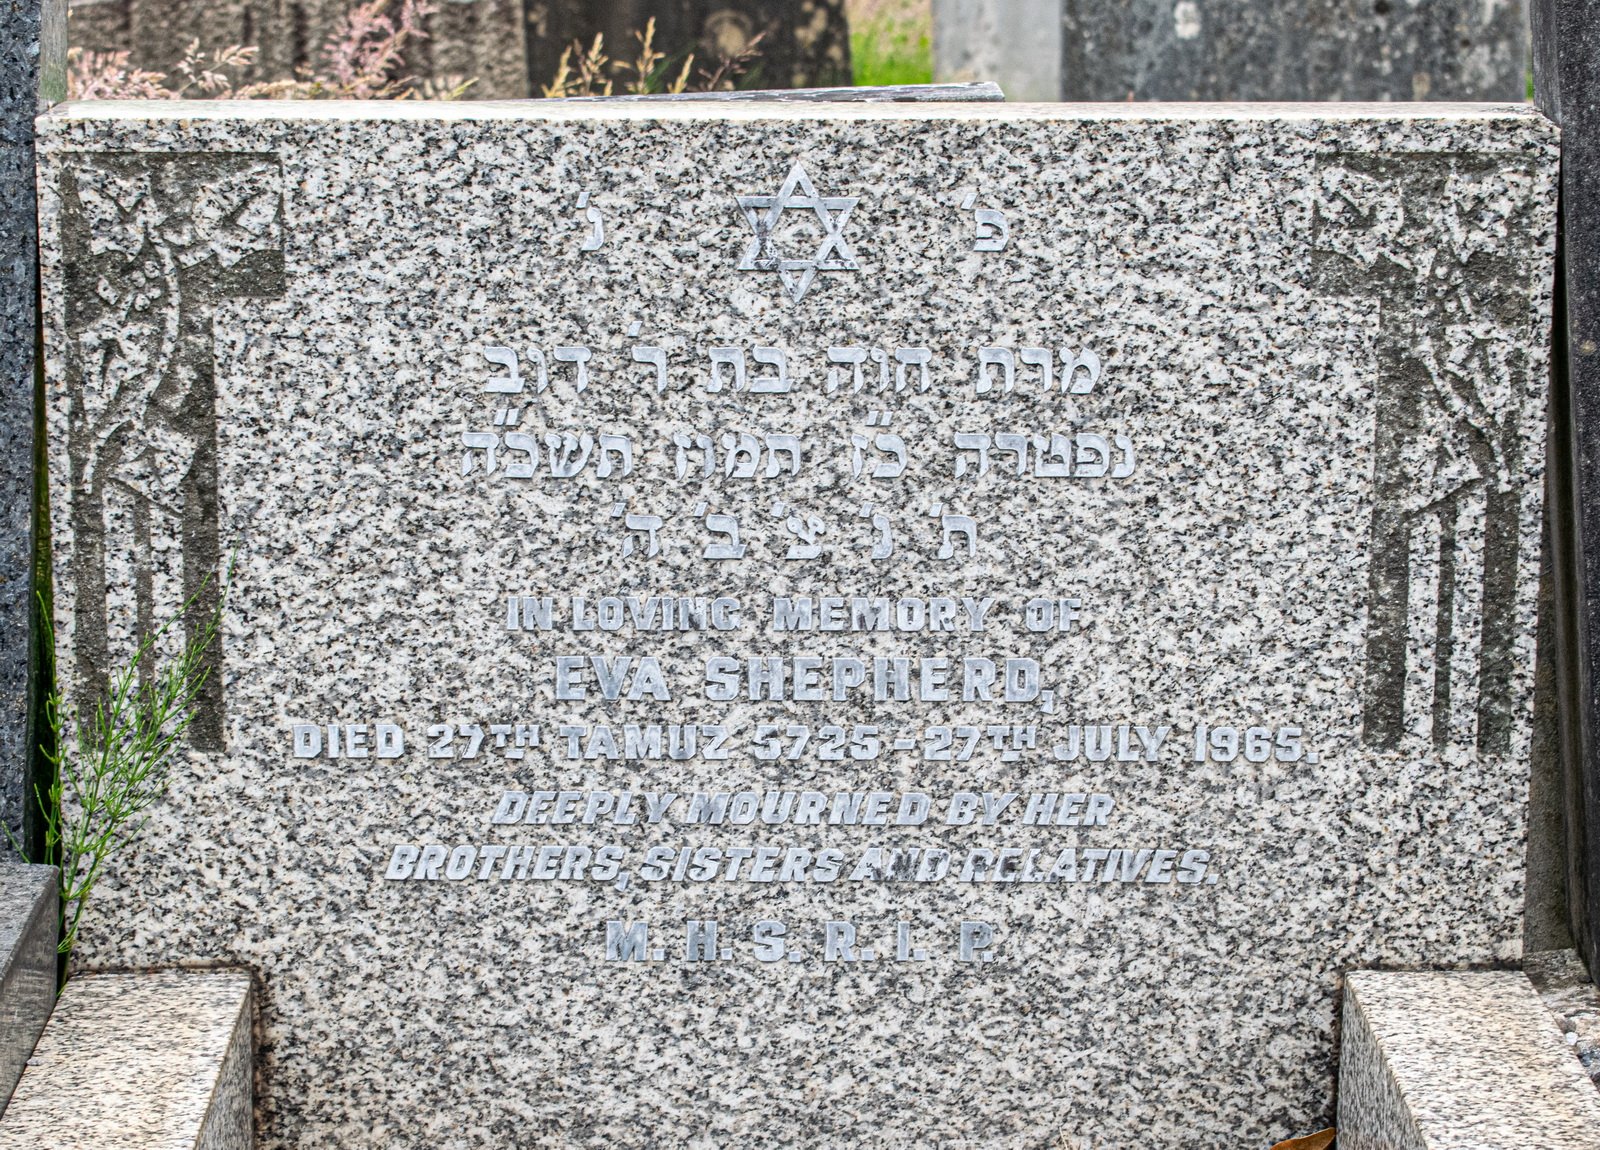 פ׳ נ׳
מרת חוה בת ר׳ דוב
נפטרה כ״ז תמוז תשכ״ה
ת׳ נ׳ צ׳ ב׳ ה׳
IN LOVING MEMORY OF
EVA SHEPHERD,
DIED 27TH TAMUZ 5725 - 27TH JULY 1965.
DEEPLY MOURNED BY HER
BROTHERS, SISTERS AND RELATIVES.
M. H. S. R. I. P.